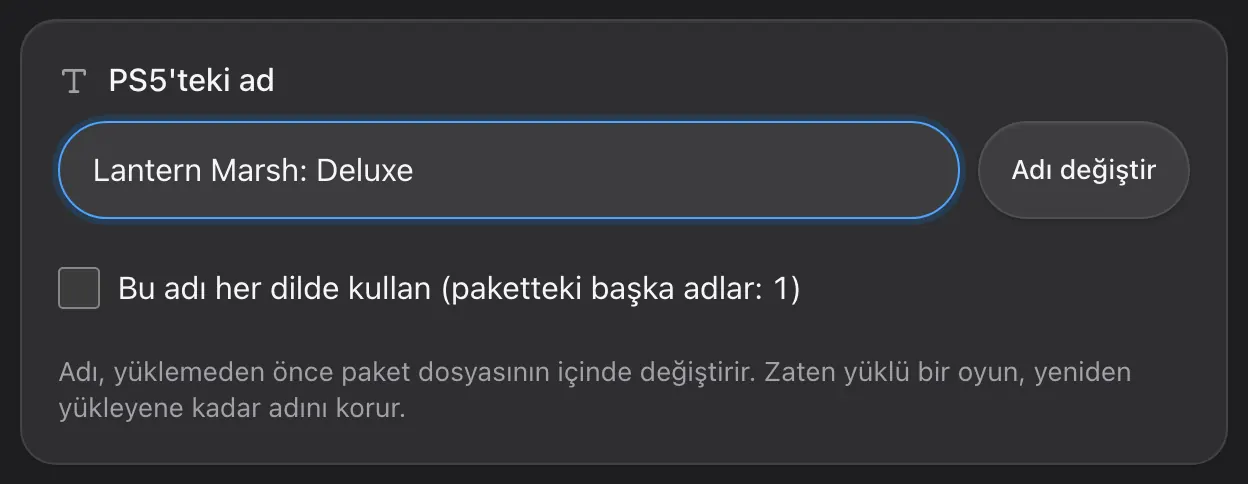 PS5'teki ad
Lantern Marsh: Deluxe
Adı değiştir
Bu adı her dilde kullan (paketteki başka adlar: 1)
Adı, yüklemeden önce paket dosyasının içinde değiştirir. Zaten yüklü bir oyun, yeniden
yükleyene kadar adını korur.